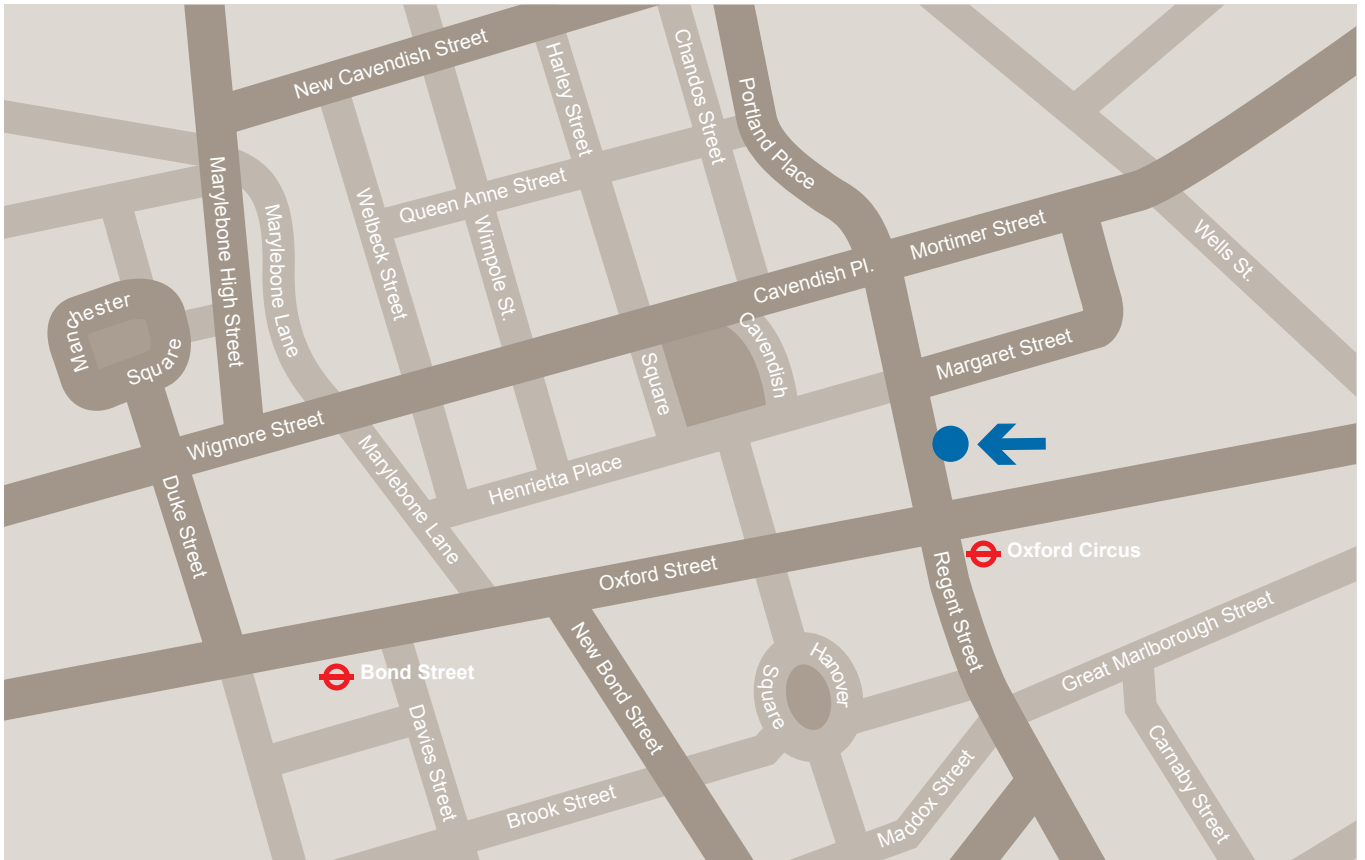 New Cavendish Street
Harley Street
Chandos Street
Portland Place
Marylebone High Street
Marylebone Lane
Welbeck Street
Queen Anne Street
Wimpole St.
Mortimer Street
Wells St.
Cavendish Pl.
Manchester
Square
Cavendish
Square
Margaret Street
Wigmore Street
Marylebone Lane
Henrietta Place
Duke Street
Oxford Street
Oxford Circus
Regent Street
Bond Street
New Bond Street
Hanover
Square
Great Marlborough Street
Davies Street
Brook Street
Maddox Street
Carnaby Street